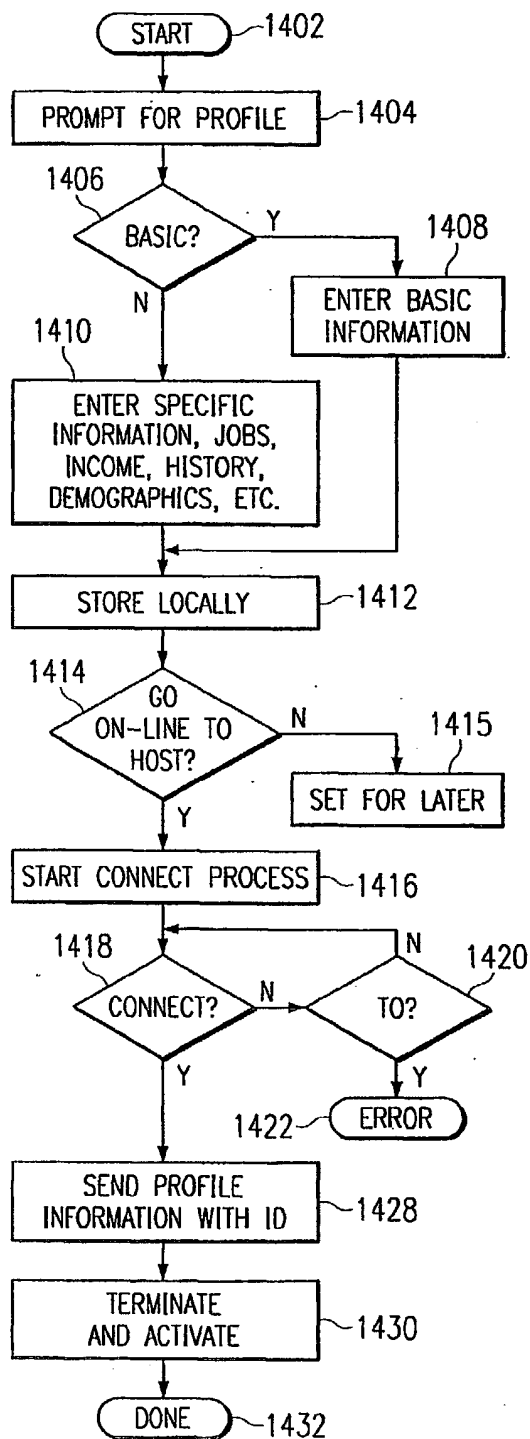 START
1402
PROMPT FOR PROFILE
1404
1406
BASIC?
Y
N
1408
ENTER BASIC
INFORMATION
1410
ENTER SPECIFIC
INFORMATION, JOBS,
INCOME, HISTORY,
DEMOGRAPHICS, ETC.
STORE LOCALLY
1412
1414
GO
ON-LINE TO
HOST?
N
Y
1415
SET FOR LATER
START CONNECT PROCESS
1416
1418
CONNECT?
N
Y
N
1420
TO?
Y
1422
ERROR
SEND PROFILE
INFORMATION WITH ID
1428
TERMINATE
AND ACTIVATE
1430
DONE
1432